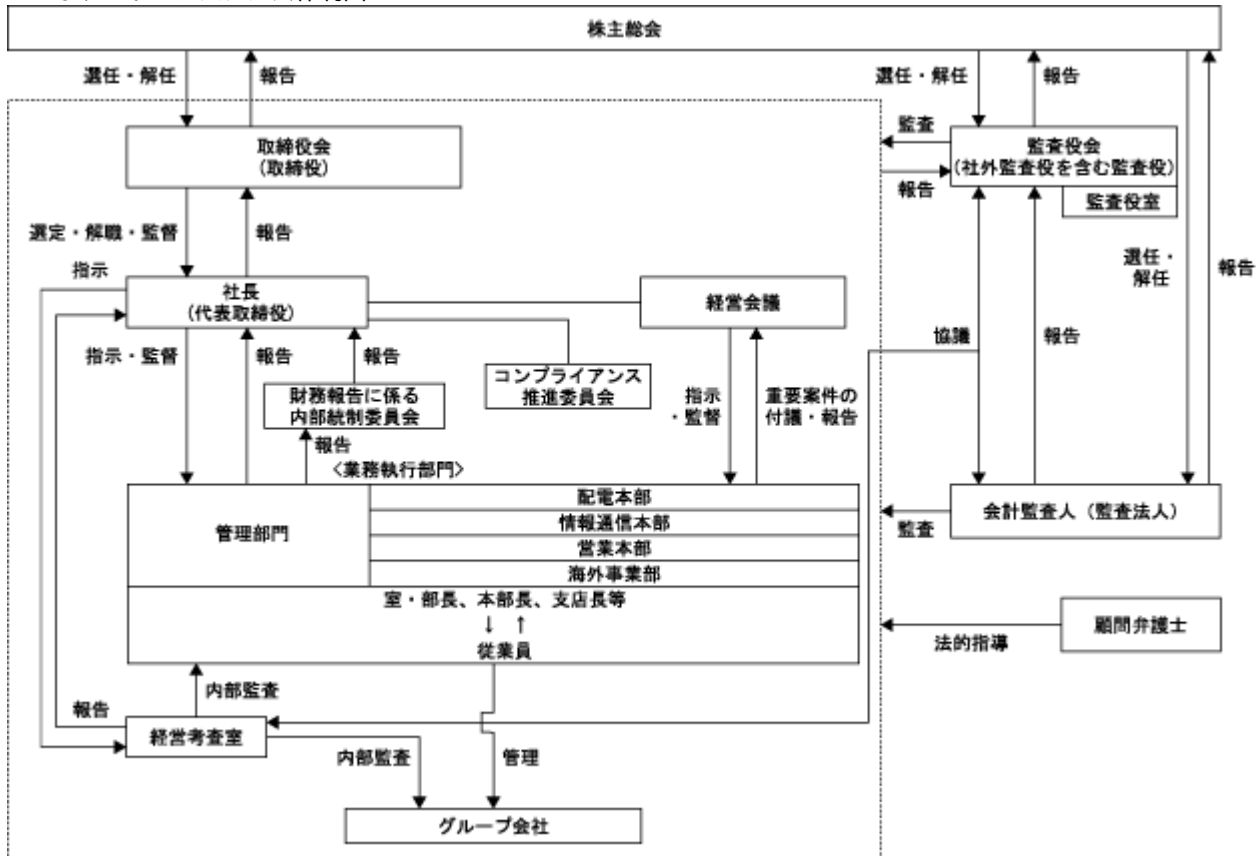 株主総会
選任・解任
報告
選任・解任
報告
取締役会
(取締役)
監査
監査役会
(社外監査役を含む監査役)
報告
監査役室
選定・解職・監督
報告
指示
選任・
解任
報告
社長
(代表取締役)
経営会議
指示・監督
報告
報告
協議
報告
コンプライアンス
推進委員会
財務報告に係る
内部統制委員会
指示
・監督
重要案件の
付議・報告
報告
〈業務執行部門〉
管理部門
配電本部
情報通信本部
営業本部
海外事業部
監査
会計監査人（監査法人）
室・部長、本部長、支店長等
↓ ↑
従業員
法的指導
顧問弁護士
内部監査
報告
経営考査室
内部監査
管理
グループ会社